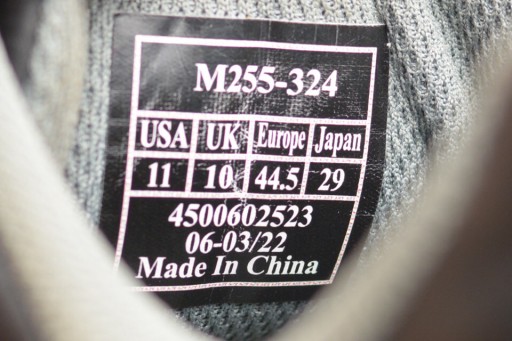 M255-324
USA UK Europe Japan
11 10 44.5 29
4500602523
06-03/22
Made In China